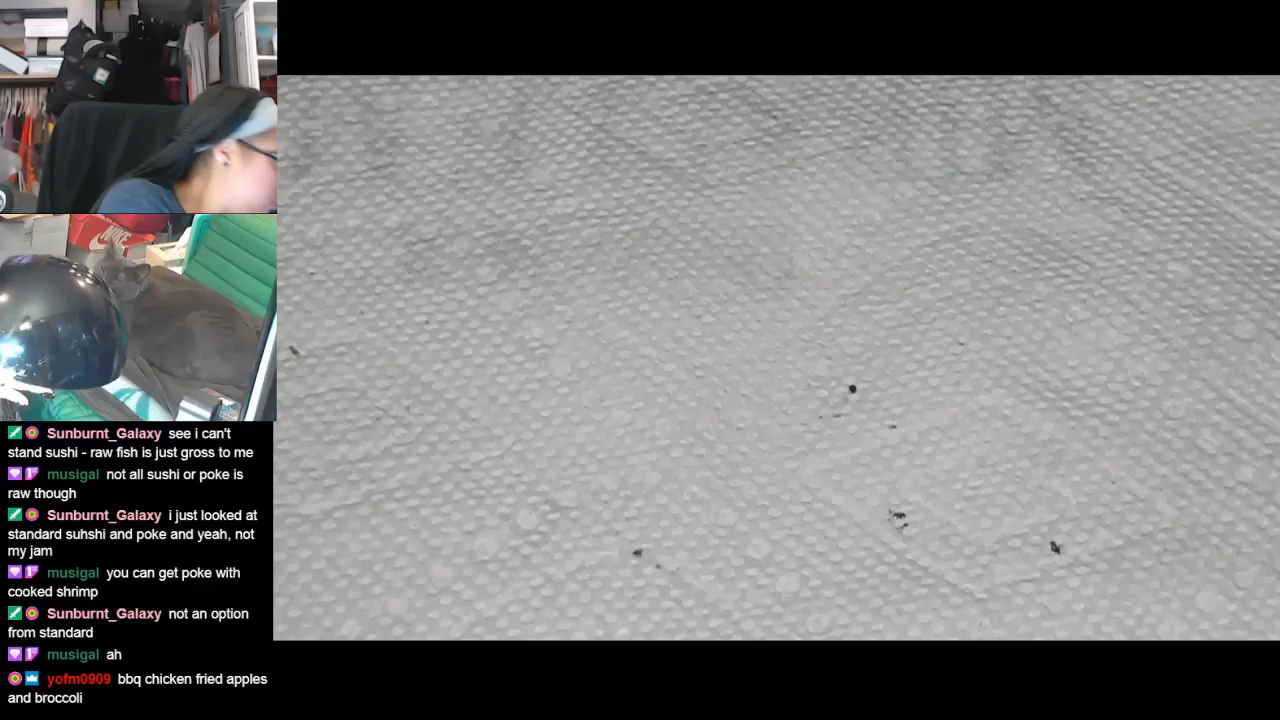 Sunburnt_Galaxy see i can't
stand sushi - raw fish is just gross to me
musigal not all sushi or poke is
raw though
Sunburnt_Galaxy i just looked at
standard suhshi and poke and yeah, not
my jam
musigal you can get poke with
cooked shrimp
Sunburnt_Galaxy not an option
from standard
musigal ah
yofm0909 bbq chicken fried apples
and broccoli